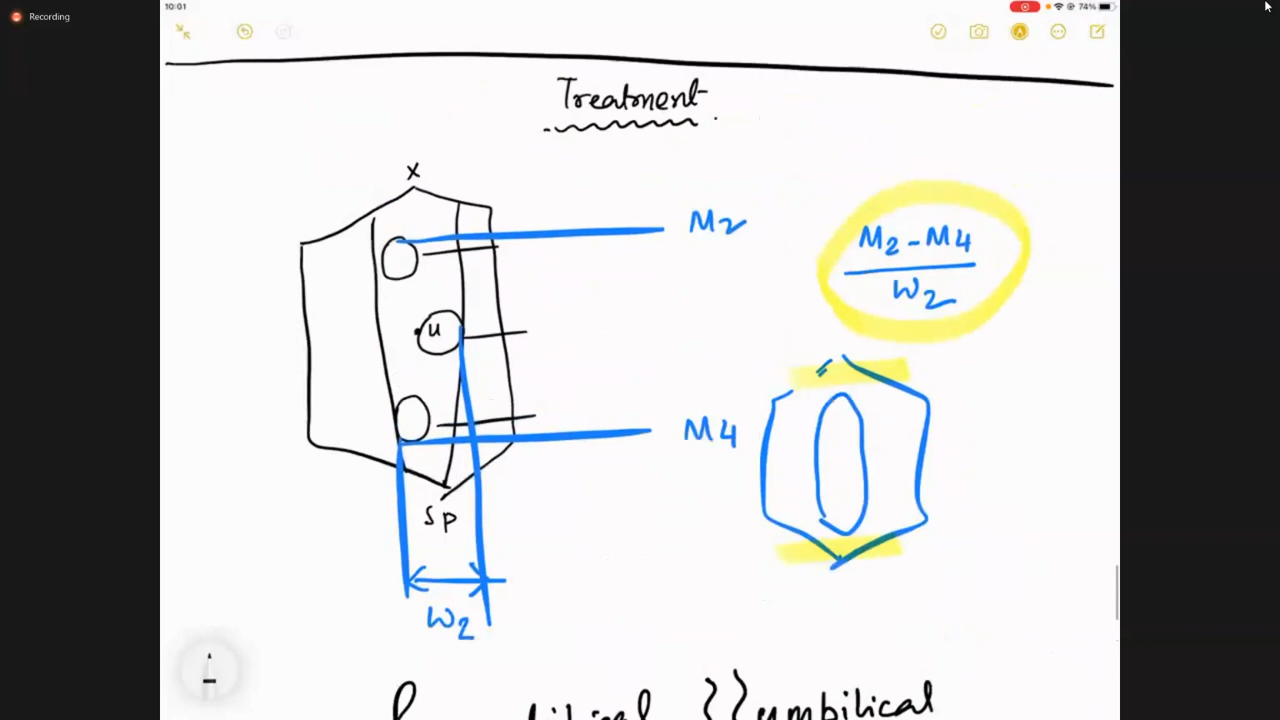 Recording
10:01
74%
Treatment
x
M2
M2-M4
W2
u
M4
SP
W2
umbilical